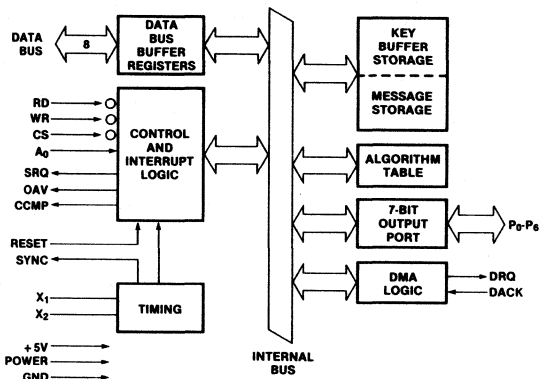 DATA
BUS
8
DATA
BUS
BUFFER
REGISTERS
RD
WR
CS
A0
SRQ
OAV
CCMP
CONTROL
AND
INTERRUPT
LOGIC
RESET
SYNC
X1
X2
TIMING
+5V
POWER
GND
INTERNAL
BUS
KEY
BUFFER
STORAGE
MESSAGE
STORAGE
ALGORITHM
TABLE
7-BIT
OUTPUT
PORT
P0-P6
DMA
LOGIC
DRQ
DACK